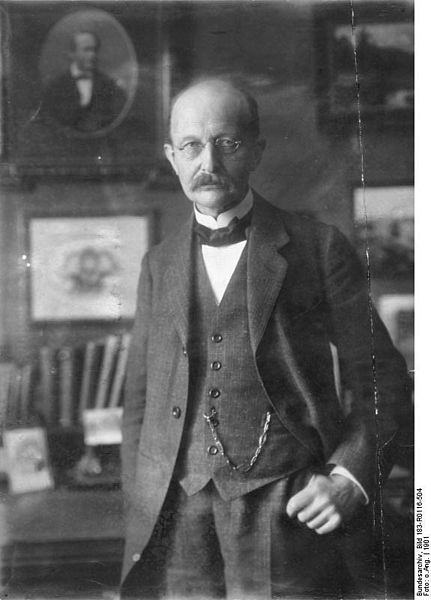 Bundesarchiv, Bild 183-R0116-504
Foto: o.Ang. | 1901